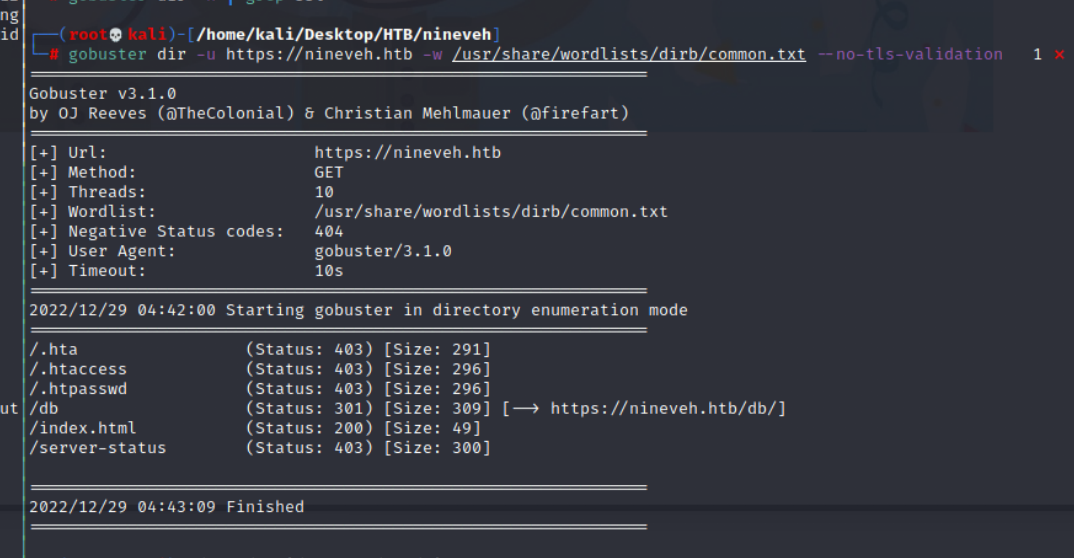 ng
id
┌──(root💀kali)-[/home/kali/Desktop/HTB/nineveh]
└─# gobuster dir -u https://nineveh.htb -w /usr/share/wordlists/dirb/common.txt --no-tls-validation 1 ⨯
===============================================================
Gobuster v3.1.0
by OJ Reeves (@TheColonial) & Christian Mehlmauer (@firefart)
===============================================================
[+] Url: https://nineveh.htb
[+] Method: GET
[+] Threads: 10
[+] Wordlist: /usr/share/wordlists/dirb/common.txt
[+] Negative Status codes: 404
[+] User Agent: gobuster/3.1.0
[+] Timeout: 10s
===============================================================
2022/12/29 04:42:00 Starting gobuster in directory enumeration mode
===============================================================
/.hta (Status: 403) [Size: 291]
/.htaccess (Status: 403) [Size: 296]
/.htpasswd (Status: 403) [Size: 296]
ut /db (Status: 301) [Size: 309] [--> https://nineveh.htb/db/]
/index.html (Status: 200) [Size: 49]
/server-status (Status: 403) [Size: 300]
===============================================================
2022/12/29 04:43:09 Finished
===============================================================